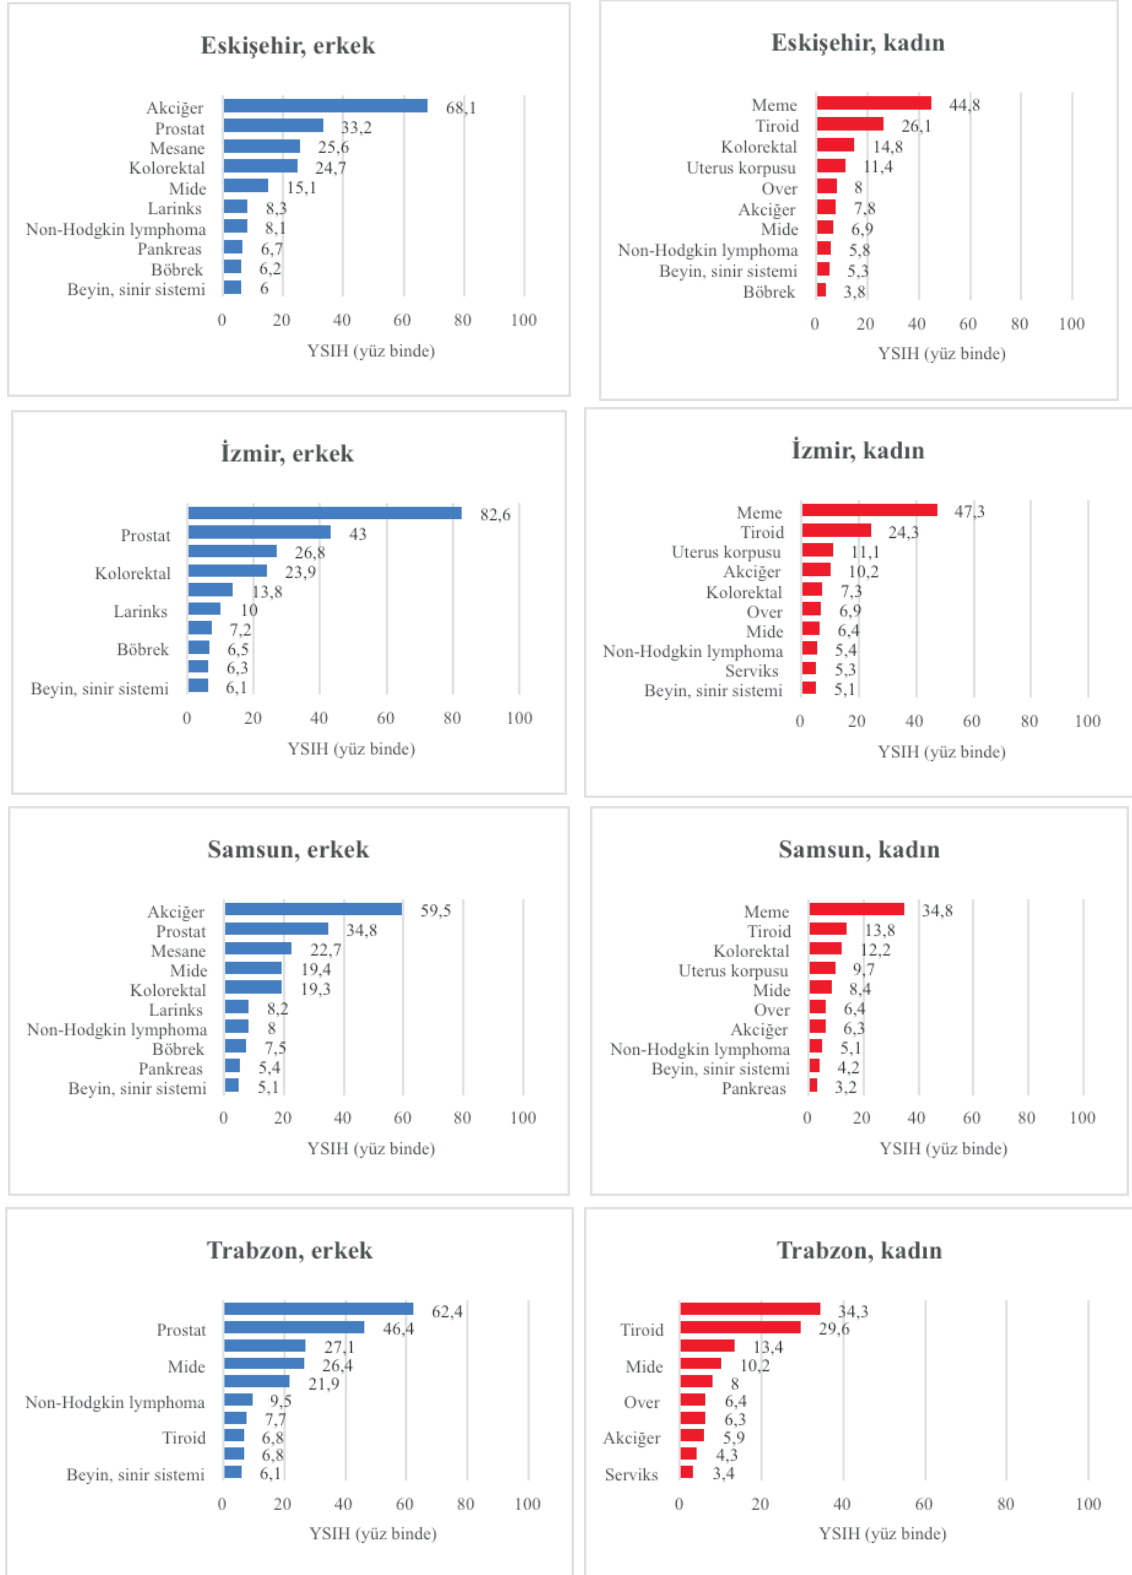 Eskişehir, erkek
Akciğer 68,1
Prostat 33,2
Mesane 25,6
Kolorektal 24,7
Mide 15,1
Larinks 8,3
Non-Hodgkin lymphoma 8,1
Pankreas 6,7
Böbrek 6,2
Beyin, sinir sistemi 6
0 20 40 60 80 100
YSIH (yüz binde)
Eskişehir, kadın
Meme 44,8
Tiroid 26,1
Kolorektal 14,8
Uterus korpusu 11,4
Over 8
Akciğer 7,8
Mide 6,9
Non-Hodgkin lymphoma 5,8
Beyin, sinir sistemi 5,3
Böbrek 3,8
0 20 40 60 80 100
YSIH (yüz binde)
İzmir, erkek
82,6
Prostat 43
26,8
Kolorektal 23,9
13,8
Larinks 10
7,2
Böbrek 6,5
6,3
Beyin, sinir sistemi 6,1
0 20 40 60 80 100
YSIH (yüz binde)
İzmir, kadın
Meme 47,3
Tiroid 24,3
Uterus korpusu 11,1
Akciğer 10,2
Kolorektal 7,3
Over 6,9
Mide 6,4
Non-Hodgkin lymphoma 5,4
Serviks 5,3
Beyin, sinir sistemi 5,1
0 20 40 60 80 100
YSIH (yüz binde)
Samsun, erkek
Akciğer 59,5
Prostat 34,8
Mesane 22,7
Mide 19,4
Kolorektal 19,3
Larinks 8,2
Non-Hodgkin lymphoma 8
Böbrek 7,5
Pankreas 5,4
Beyin, sinir sistemi 5,1
0 20 40 60 80 100
YSIH (yüz binde)
Samsun, kadın
Meme 34,8
Tiroid 13,8
Kolorektal 12,2
Uterus korpusu 9,7
Mide 8,4
Over 6,4
Akciğer 6,3
Non-Hodgkin lymphoma 5,1
Beyin, sinir sistemi 4,2
Pankreas 3,2
0 20 40 60 80 100
YSIH (yüz binde)
Trabzon, erkek
62,4
Prostat 46,4
27,1
Mide 26,4
21,9
Non-Hodgkin lymphoma 9,5
7,7
Tiroid 6,8
6,8
Beyin, sinir sistemi 6,1
0 20 40 60 80 100
YSIH (yüz binde)
Trabzon, kadın
34,3
Tiroid 29,6
13,4
Mide 10,2
8
Over 6,4
6,3
Akciğer 5,9
4,3
Serviks 3,4
0 20 40 60 80 100
YSIH (yüz binde)